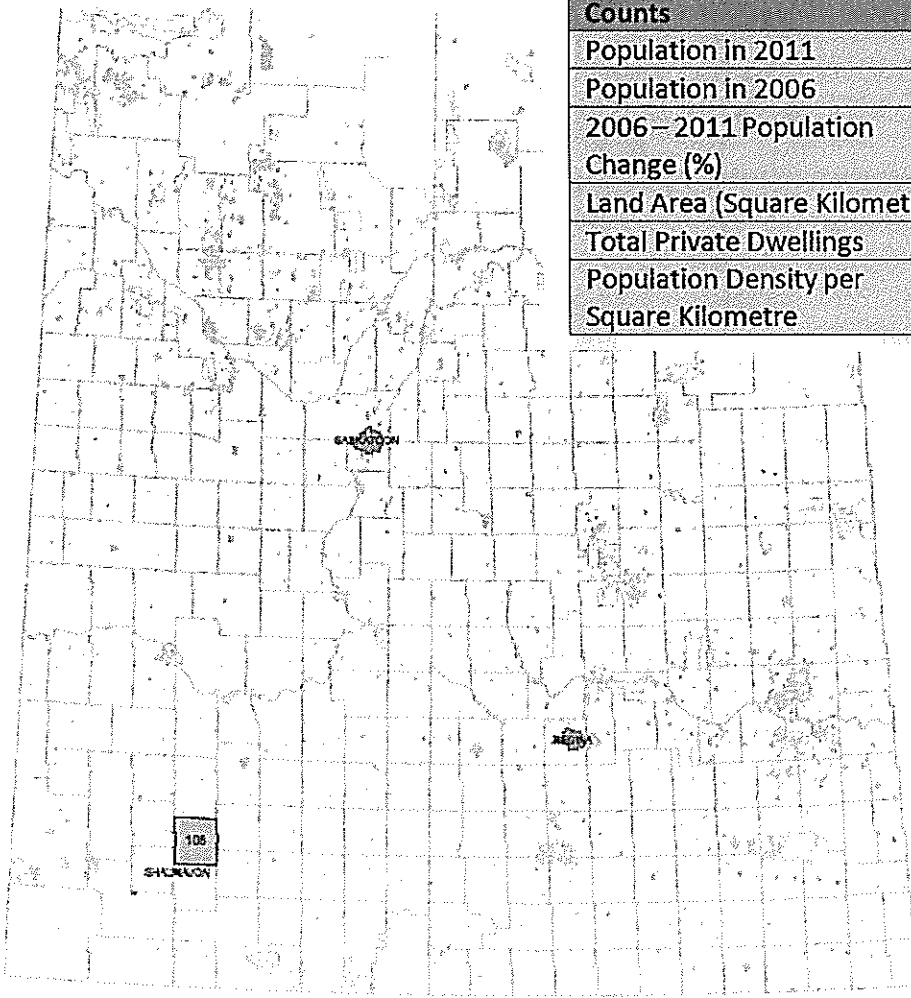 Counts
Population in 2011
Population in 2006
2006 – 2011 Population
Change (%)
Land Area (Square Kilomet
Total Private Dwellings
Population Density per
Square Kilometre
SASKATOON
REGINA
105
SHAUNAVON